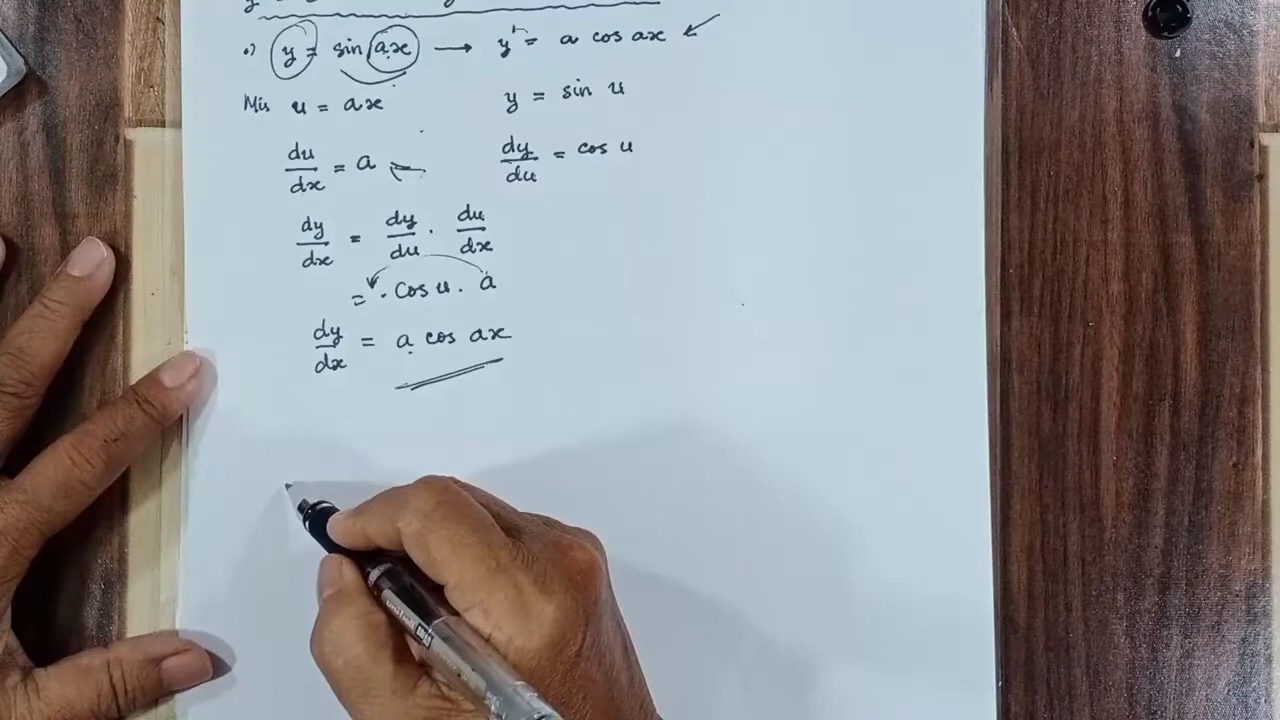 •) y = sin ax → y' = a cos ax
Mis u = ax
y = sin u
du/dx = a
dy/du = cos u
dy/dx = dy/du . du/dx
= . cos u . a
dy/dx = a cos ax